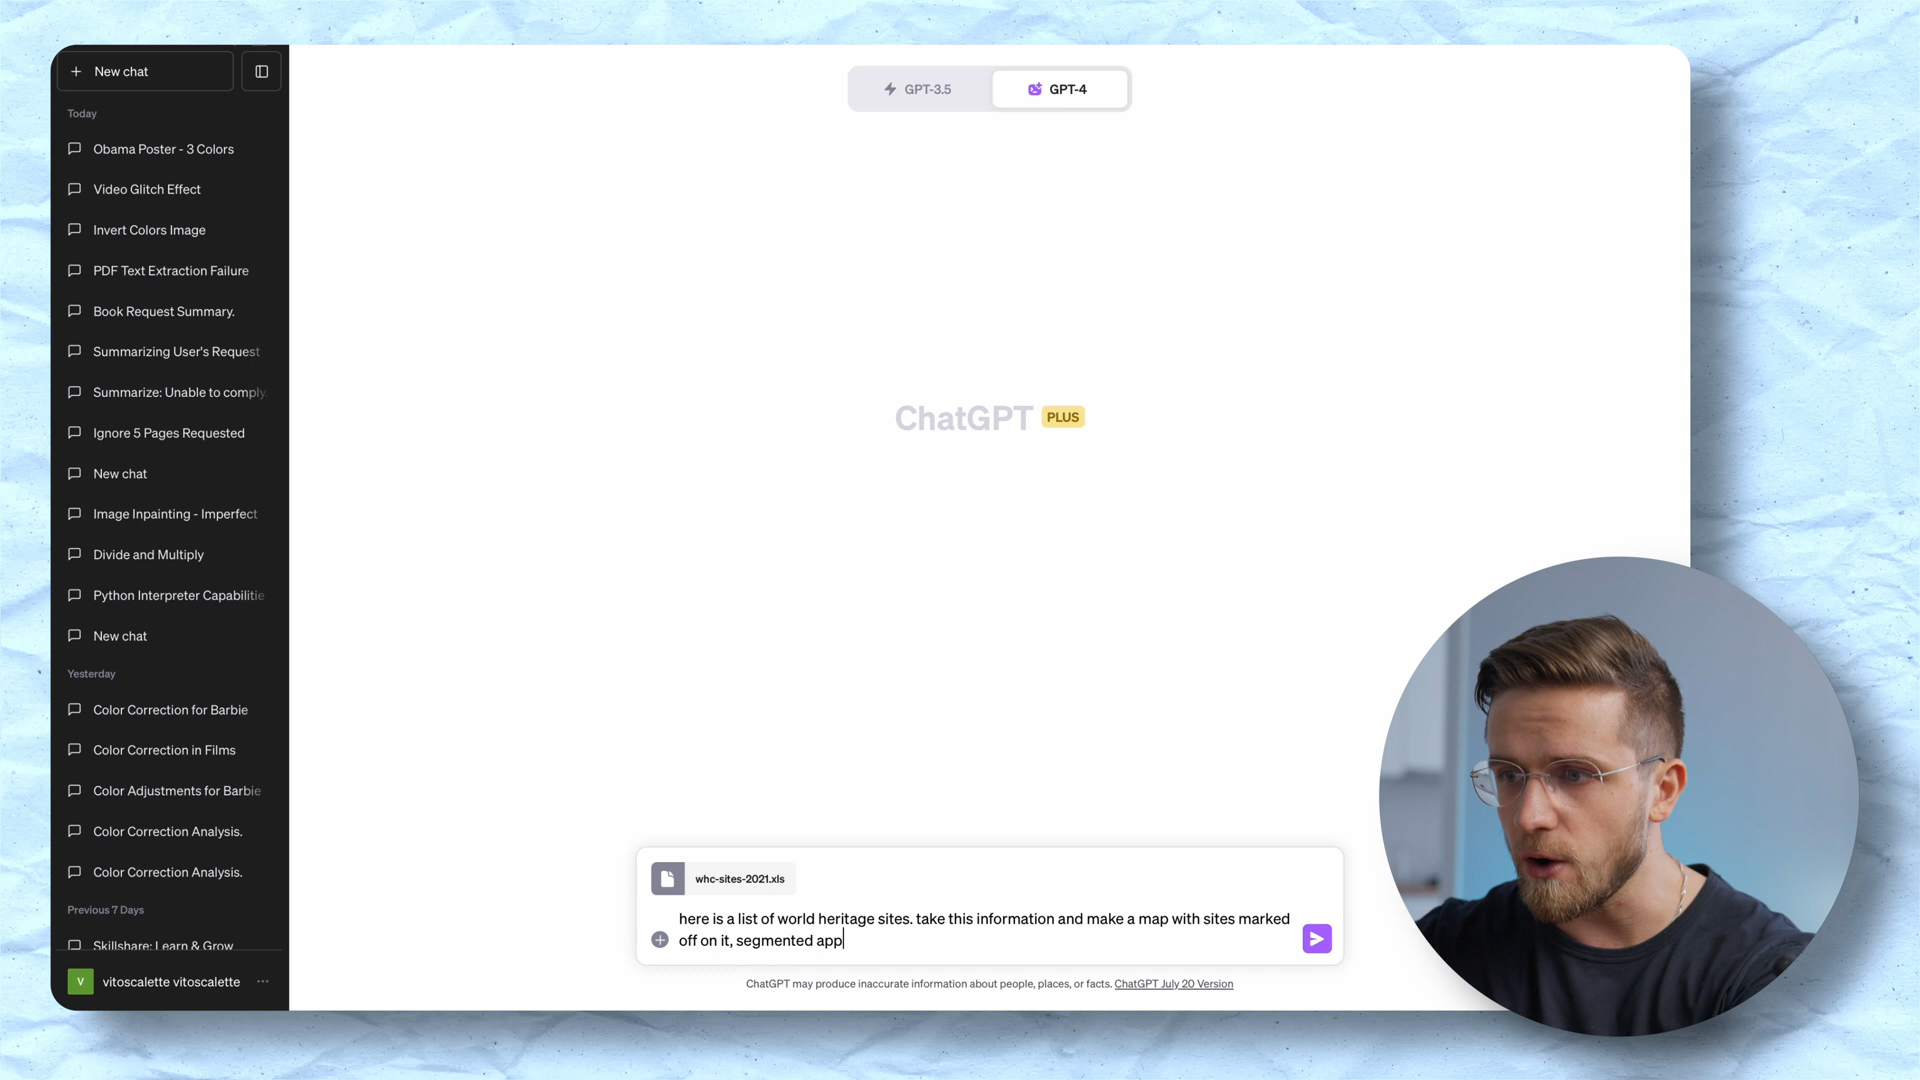 New chat
Today
Obama Poster - 3 Colors
Video Glitch Effect
Invert Colors Image
PDF Text Extraction Failure
Book Request Summary.
Summarizing User's Request
Summarize: Unable to comply.
Ignore 5 Pages Requested
New chat
Image Inpainting - Imperfect
Divide and Multiply
Python Interpreter Capabilitie
New chat
Yesterday
Color Correction for Barbie
Color Correction in Films
Color Adjustments for Barbie
Color Correction Analysis.
Color Correction Analysis.
Previous 7 Days
Skillshare: Learn & Grow
V vitoscalette vitoscalette
GPT-3.5 GPT-4
ChatGPT PLUS
whc-sites-2021.xls
here is a list of world heritage sites. take this information and make a map with sites marked
off on it, segmented app
ChatGPT may produce inaccurate information about people, places, or facts. ChatGPT July 20 Version